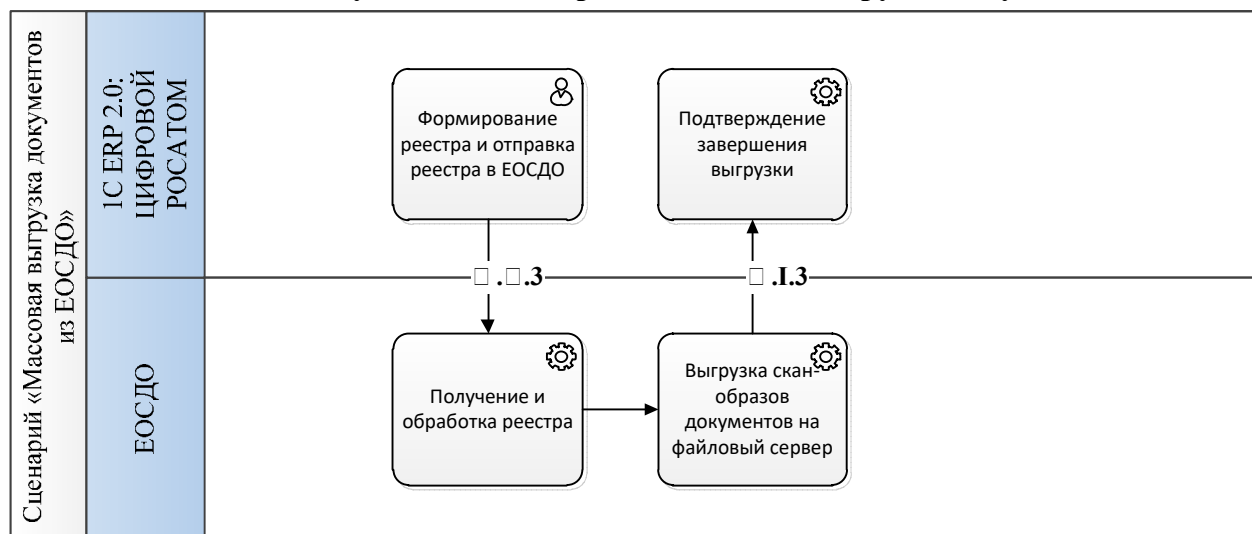 Сценарий «Массовая выгрузка документов
из ЕОСДО»
1С ERP 2.0:
ЦИФРОВОЙ
РОСАТОМ
Формирование
реестра и отправка
реестра в ЕОСДО
Подтверждение
завершения
выгрузки
□.□.3
□.I.3
ЕОСДО
Получение и
обработка реестра
Выгрузка скан-
образов
документов на
файловый сервер